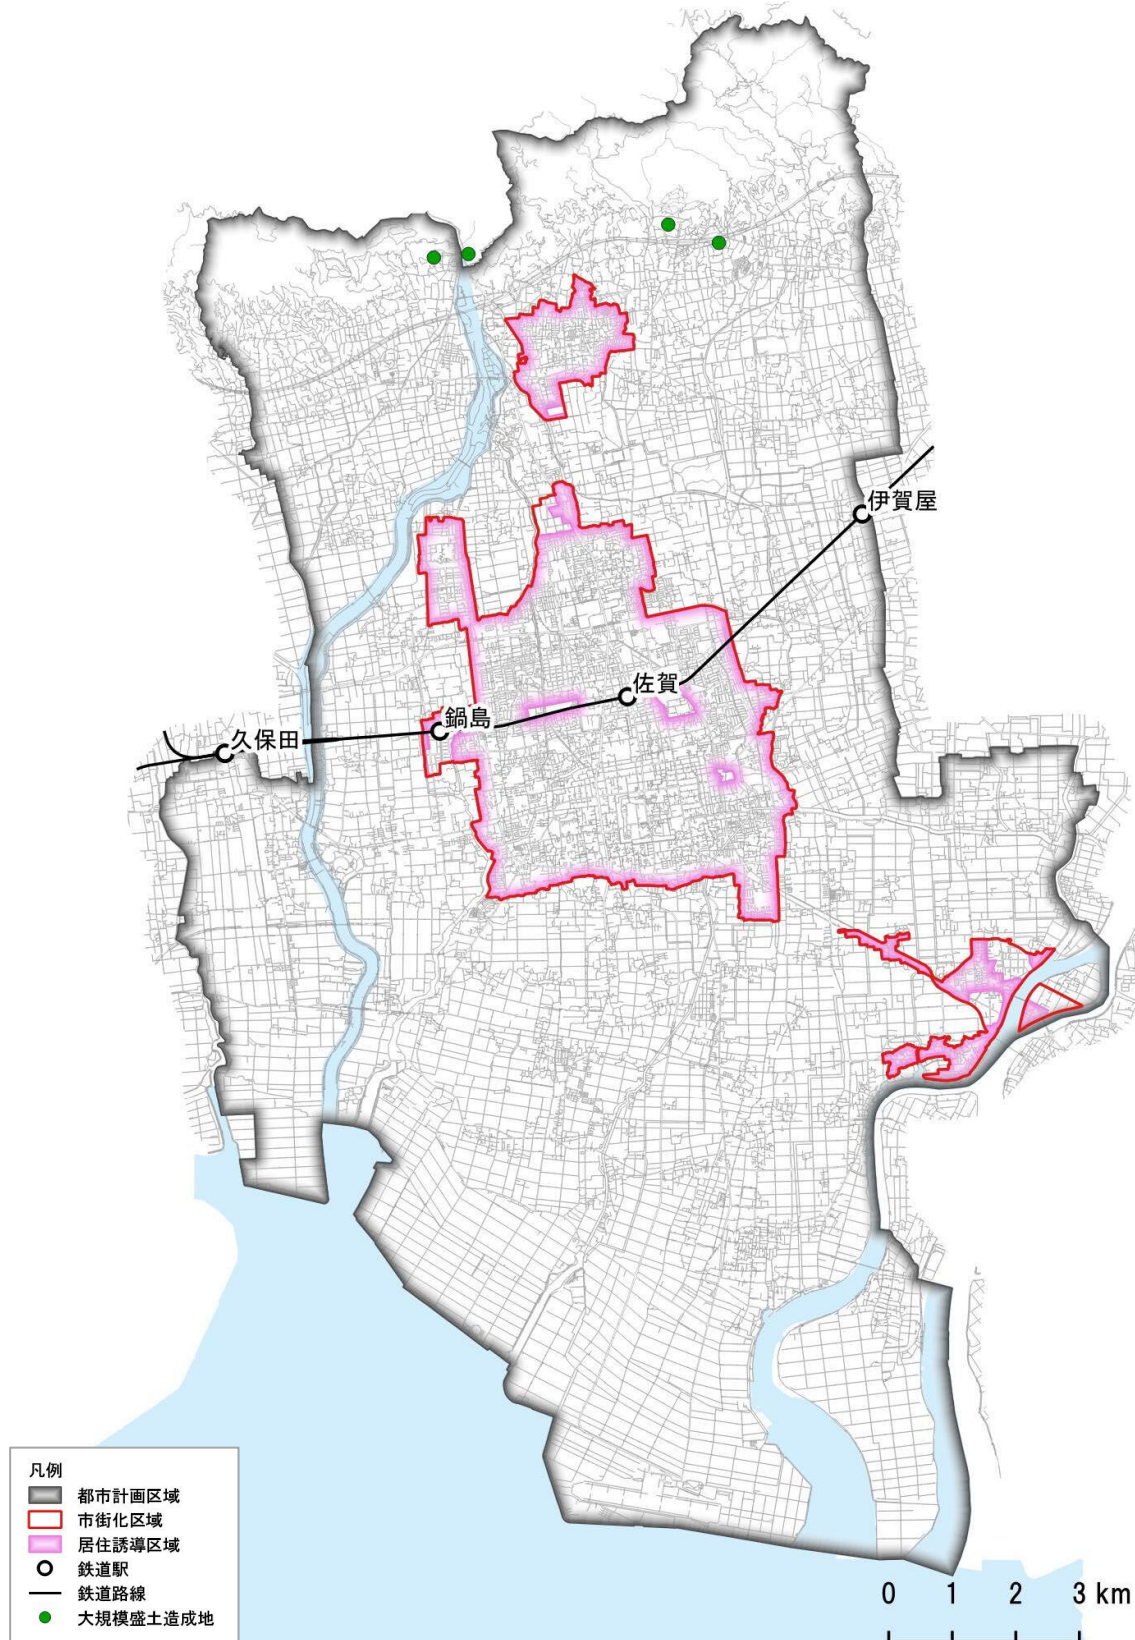 伊賀屋
佐賀
鍋島
久保田
凡例
都市計画区域
市街化区域
居住誘導区域
鉄道駅
鉄道路線
大規模盛土造成地
0 1 2 3 km